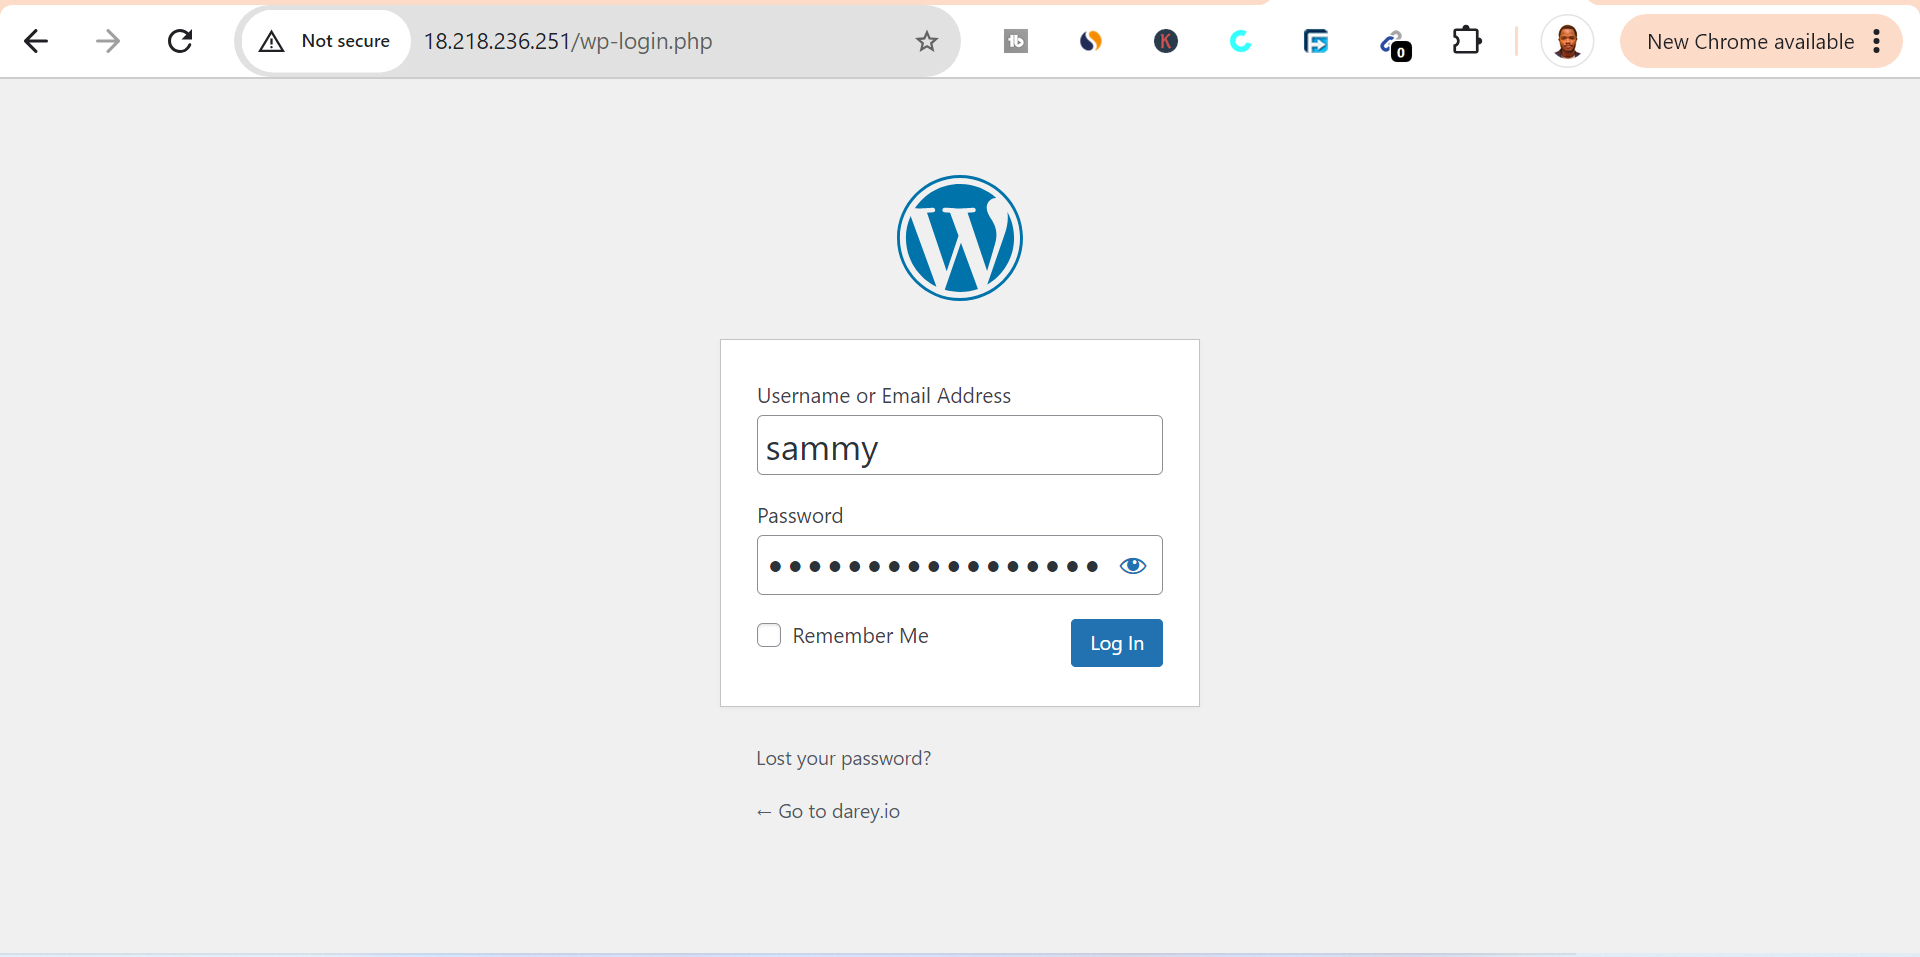 Not secure 18.218.236.251/wp-login.php New Chrome available
0
Username or Email Address
sammy
Password
Remember Me Log In
Lost your password?
← Go to darey.io